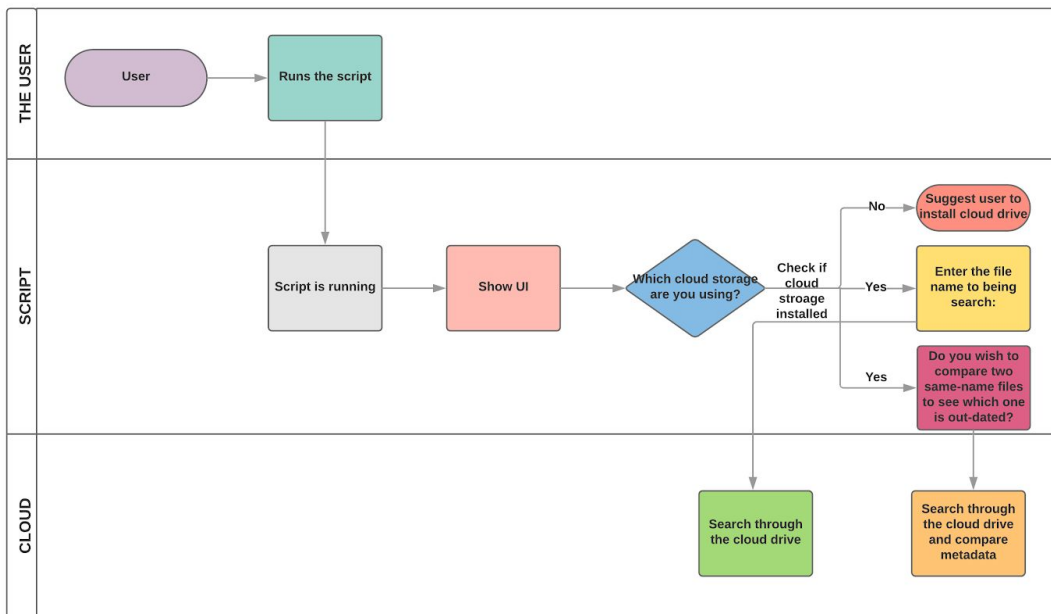 THE USER
User
Runs the script
SCRIPT
Script is running
Show UI
Which cloud storage
are you using?
Check if
cloud
stroage
installed
No
Suggest user to
install cloud drive
Yes
Enter the file
name to being
search:
Yes
Do you wish to
compare two
same-name files
to see which one
is out-dated?
CLOUD
Search through
the cloud drive
Search through
the cloud drive
and compare
metadata